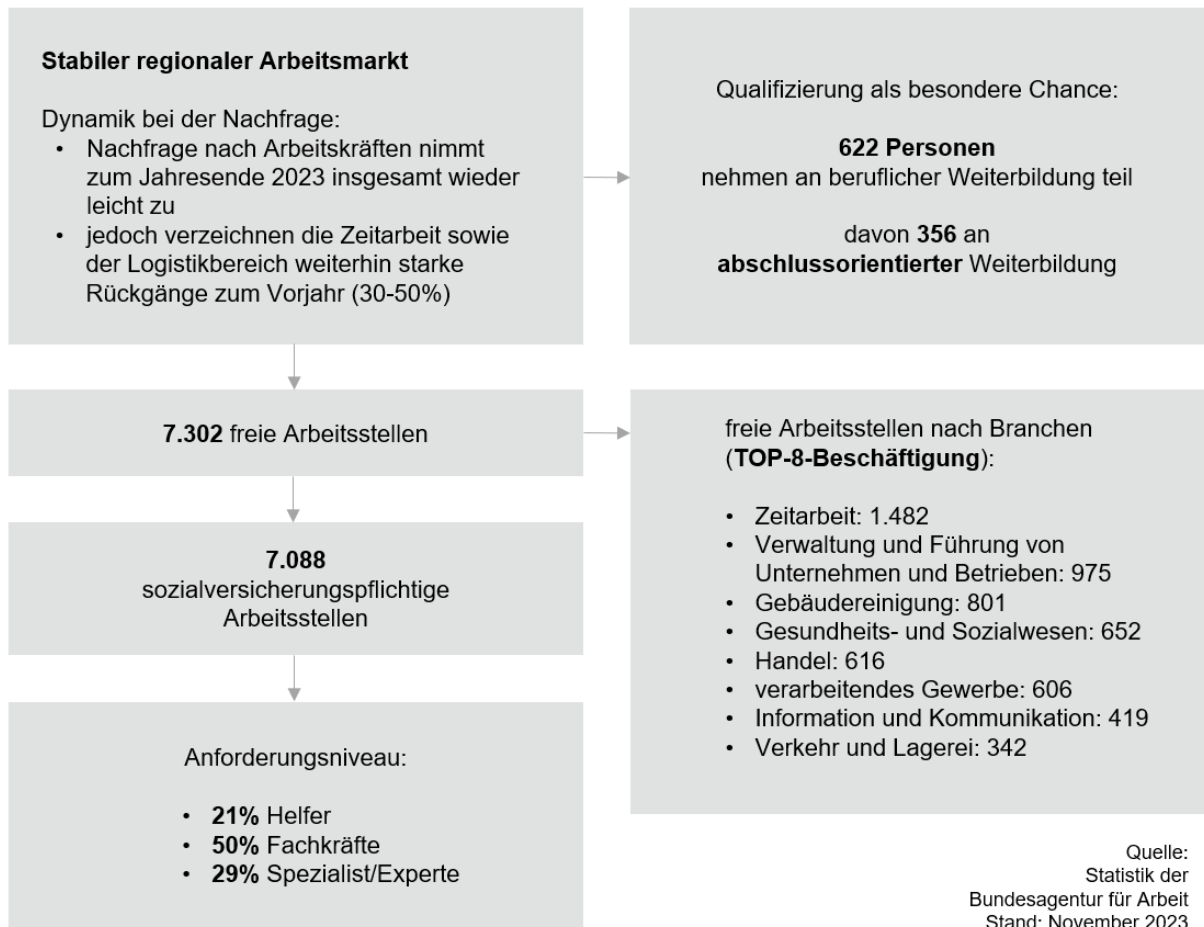 Stabiler regionaler Arbeitsmarkt
Dynamik bei der Nachfrage:
• Nachfrage nach Arbeitskräften nimmt
zum Jahresende 2023 insgesamt wieder
leicht zu
• jedoch verzeichnen die Zeitarbeit sowie
der Logistikbereich weiterhin starke
Rückgänge zum Vorjahr (30-50%)
Qualifizierung als besondere Chance:
622 Personen
nehmen an beruflicher Weiterbildung teil
davon 356 an
abschlussorientierter Weiterbildung
7.302 freie Arbeitsstellen
freie Arbeitsstellen nach Branchen
(TOP-8-Beschäftigung):
• Zeitarbeit: 1.482
• Verwaltung und Führung von
Unternehmen und Betrieben: 975
• Gebäudereinigung: 801
• Gesundheits- und Sozialwesen: 652
• Handel: 616
• verarbeitendes Gewerbe: 606
• Information und Kommunikation: 419
• Verkehr und Lagerei: 342
7.088
sozialversicherungspflichtige
Arbeitsstellen
Anforderungsniveau:
• 21% Helfer
• 50% Fachkräfte
• 29% Spezialist/Experte
Quelle:
Statistik der
Bundesagentur für Arbeit
Stand: November 2023